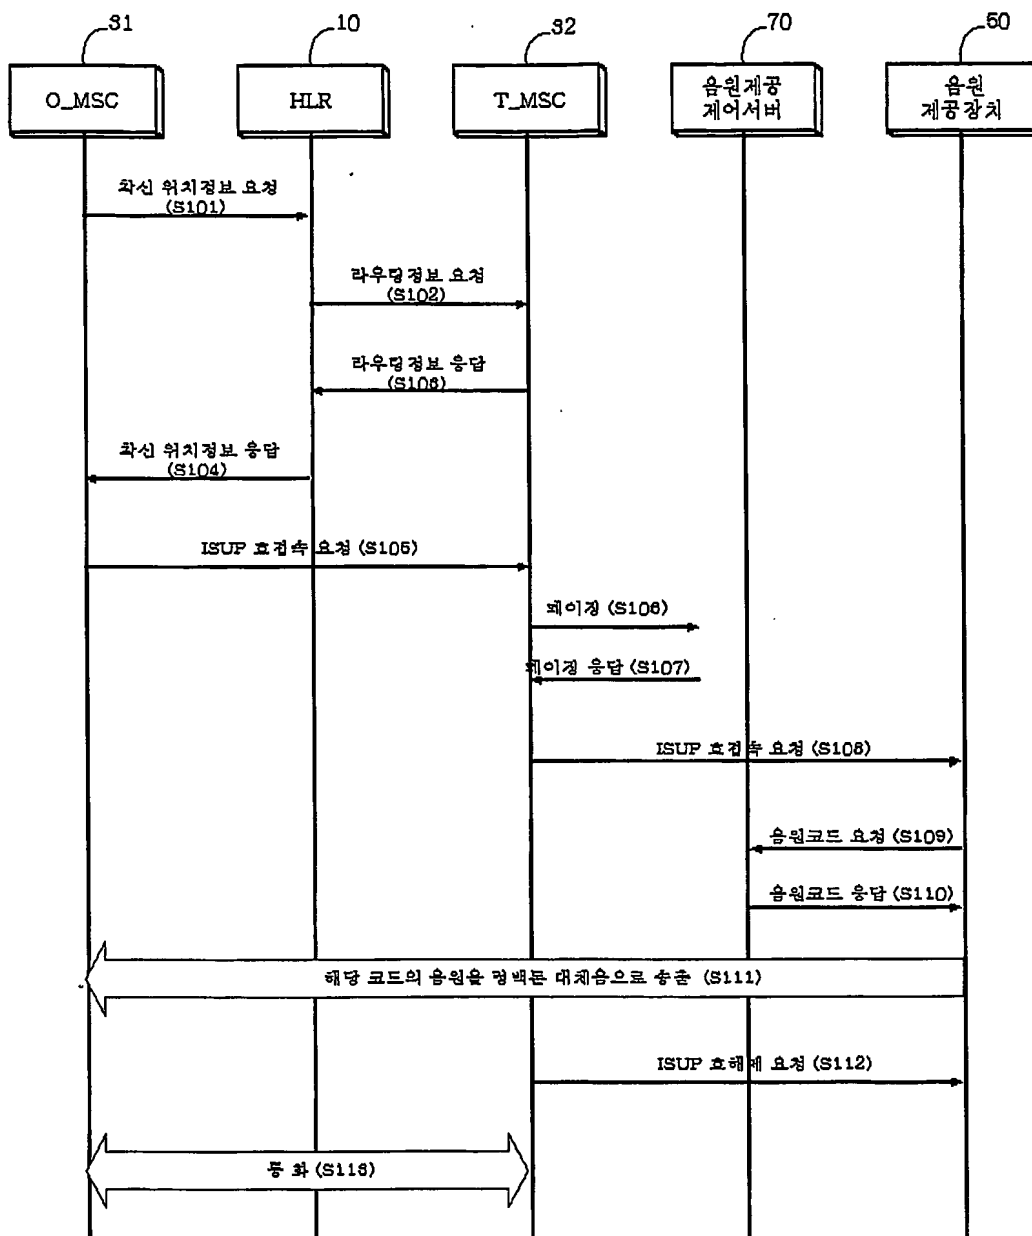 31
10
32
70
50
O_MSC
HLR
T_MSC
음원제공
제어서버
음원
제공장치
착신 위치정보 요청
(S101)
라우팅정보 요청
(S102)
라우팅정보 응답
(S103)
착신 위치정보 응답
(S104)
ISUP 호접속 요청 (S105)
페이징 (S106)
페이징 응답 (S107)
ISUP 호접속 요청 (S108)
음원코드 요청 (S109)
음원코드 응답 (S110)
해당 코드의 음원을 링백톤 대체음으로 송출 (S111)
ISUP 호해제 요청 (S112)
통 화 (S113)